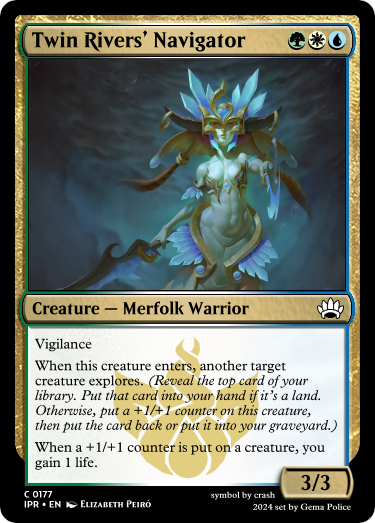 Twin Rivers' Navigator
Creature — Merfolk Warrior
Vigilance
When this creature enters, another target
creature explores. (Reveal the top card of your
library. Put that card into your hand if it's a land.
Otherwise, put a +1/+1 counter on this creature,
then put the card back or put it into your graveyard.)
When a +1/+1 counter is put on a creature, you
gain 1 life.
3/3
C 0177
IPR • EN Elizabeth Peiró
symbol by crash
2024 set by Gema Police